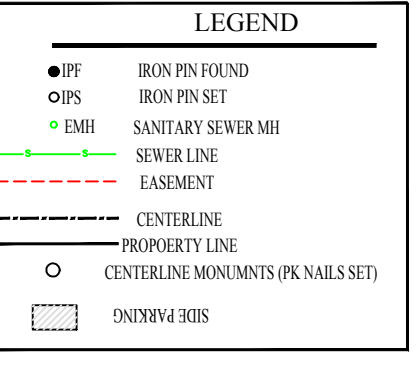 LEGEND
IPF IRON PIN FOUND
IPS IRON PIN SET
EMH SANITARY SEWER MH
S S SEWER LINE
EASEMENT
CENTERLINE
PROPOERTY LINE
CENTERLINE MONUMNTS (PK NAILS SET)
SIDE PARKING